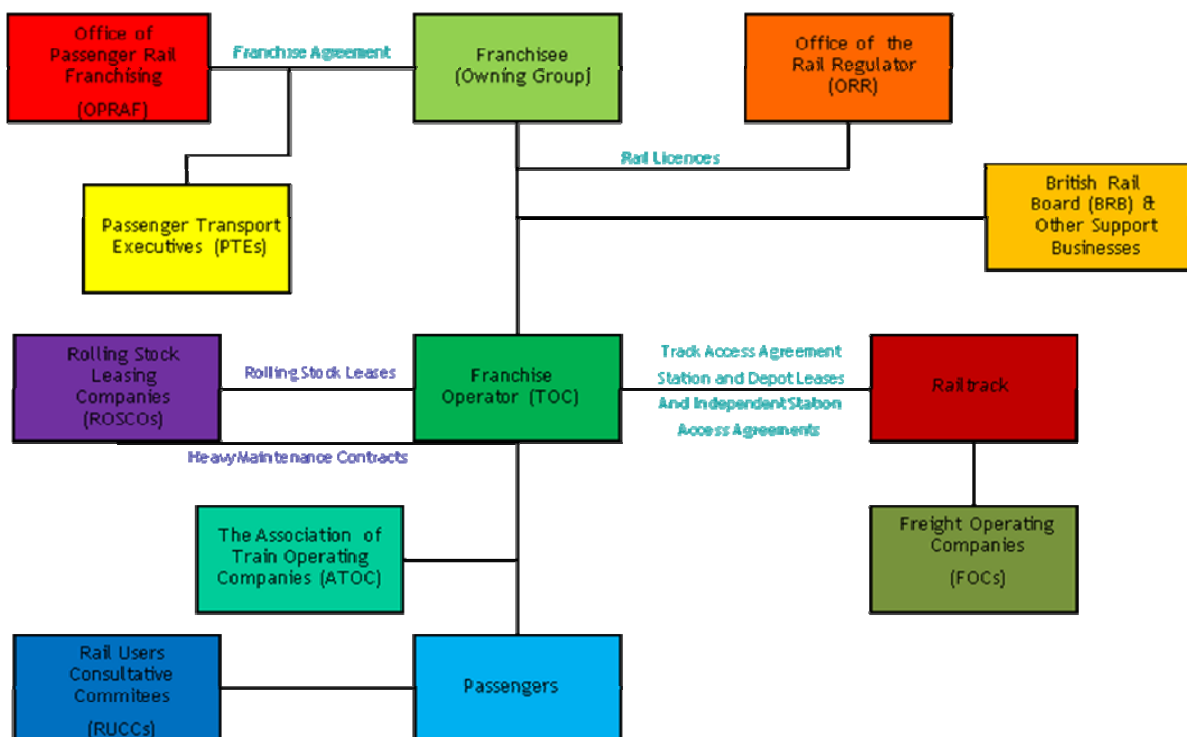 Office of
Passenger Rail
Franchising
(OPRAF)
Franchise Agreement
Franchisee
(Owning Group)
Office of the
Rail Regulator
(ORR)
Rail Licences
Passenger Transport
Executives (PTEs)
British Rail
Board (BRB) &
Other Support
Businesses
Rolling Stock
Leasing
Companies
(ROSCOs)
Rolling Stock Leases
Franchise
Operator (TOC)
Track Access Agreement
Station and Depot Leases
And Independent Station
Access Agreements
Railtrack
Heavy Maintenance Contracts
The Association of
Train Operating
Companies (ATOC)
Freight Operating
Companies
(FOCs)
Rail Users
Consultative
Commitees
(RUCCs)
Passengers